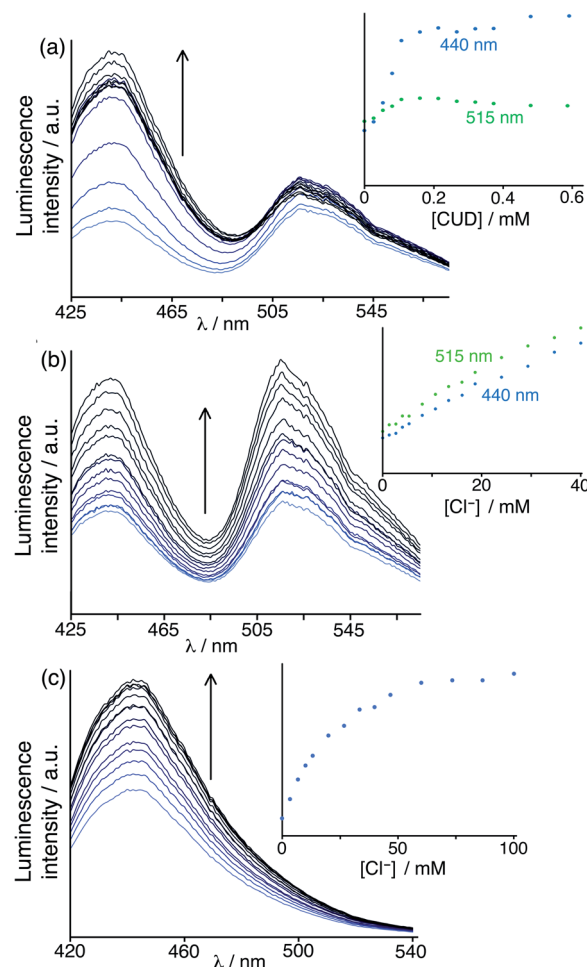 (a)
Luminescence
intensity / a.u.
425
465
505
545
λ / nm
440 nm
515 nm
0
0.2
0.4
0.6
[CUD] / mM
(b)
Luminescence
intensity / a.u.
425
465
505
545
λ / nm
515 nm
440 nm
0
20
40
[Cl⁻] / mM
(c)
Luminescence
intensity / a.u.
420
460
500
540
λ / nm
0
50
100
[Cl⁻] / mM